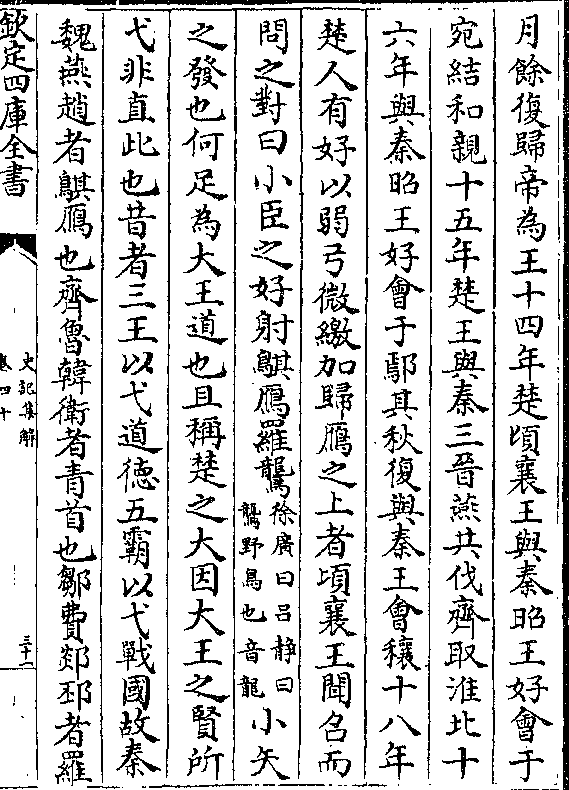 月餘復歸帝為王十四年楚頃襄王與秦昭王好會于
宛結和親十五年楚王與秦三晉燕共伐齊取淮北十
六年與秦昭王好會于鄢其秋復與秦王會穰十八年
楚人有好以弱弓微繳加歸鴈之上者頃襄王聞召而
問之對曰小臣之好射鶀鴈羅鸗徐廣曰吕静曰鸗野鳥也音龍小矢
之發也何足為大王道也且稱楚之大因大王之賢所
弋非直此也昔者三王以弋道德五霸以弋戰國故秦
魏燕趙者鶀鴈也齊魯韓衛者青首也鄒費郯邳者羅
欽定四庫全書
史記集解
卷四十
三十二